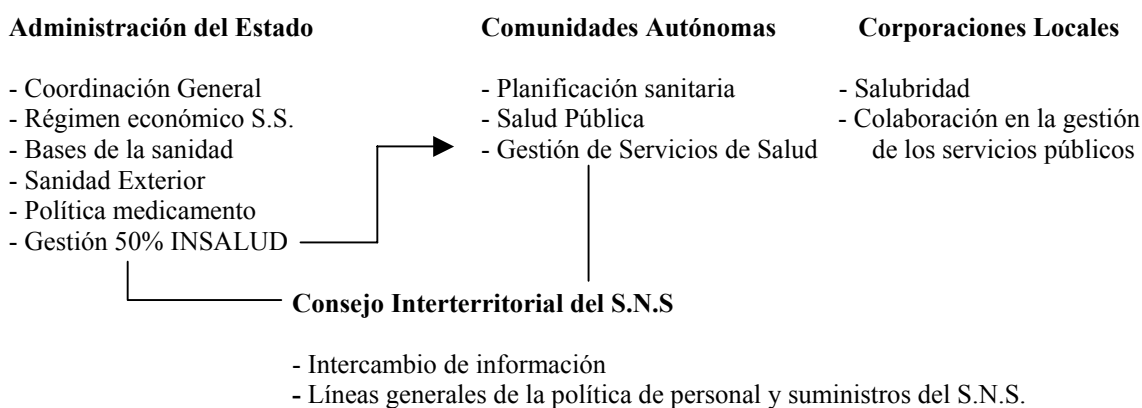 Administración del Estado
- Coordinación General
- Régimen económico S.S.
- Bases de la sanidad
- Sanidad Exterior
- Política medicamento
- Gestión 50% INSALUD
Comunidades Autónomas
- Planificación sanitaria
- Salud Pública
- Gestión de Servicios de Salud
Corporaciones Locales
- Salubridad
- Colaboración en la gestión
de los servicios públicos
Consejo Interterritorial del S.N.S
- Intercambio de información
- Líneas generales de la política de personal y suministros del S.N.S.